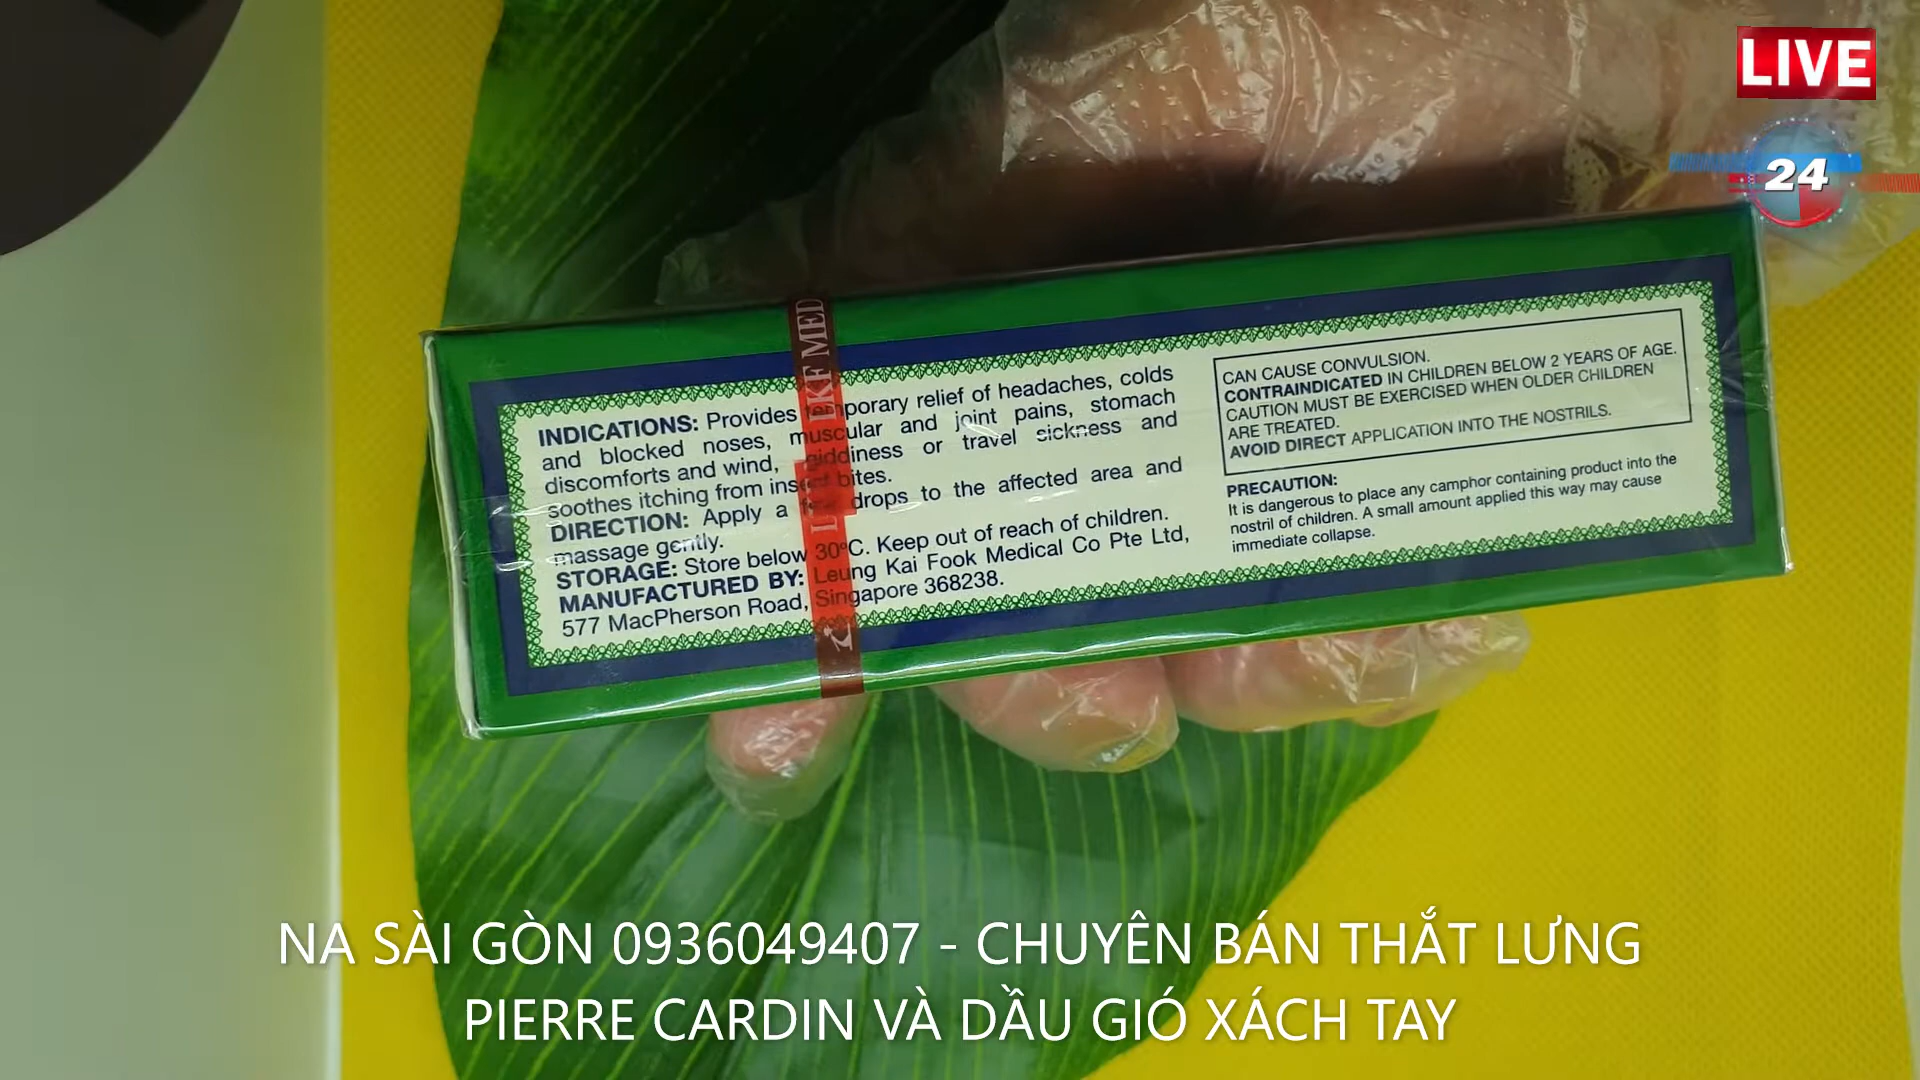 LIVE
24
INDICATIONS: Provides temporary relief of headaches, colds
and blocked noses, muscular and joint pains, stomach
discomforts and wind, giddiness or travel sickness and
soothes itching from insect bites.
DIRECTION: Apply a few drops to the affected area and
massage gently.
STORAGE: Store below 30°C. Keep out of reach of children.
MANUFACTURED BY: Leung Kai Fook Medical Co Pte Ltd,
577 MacPherson Road, Singapore 368238.
LKF MED
CAN CAUSE CONVULSION.
CONTRAINDICATED IN CHILDREN BELOW 2 YEARS OF AGE.
CAUTION MUST BE EXERCISED WHEN OLDER CHILDREN
ARE TREATED.
AVOID DIRECT APPLICATION INTO THE NOSTRILS.
PRECAUTION:
It is dangerous to place any camphor containing product into the
nostril of children. A small amount applied this way may cause
immediate collapse.
NA SÀI GÒN 0936049407 - CHUYÊN BÁN THẮT LƯNG
PIERRE CARDIN VÀ DẦU GIÓ XÁCH TAY